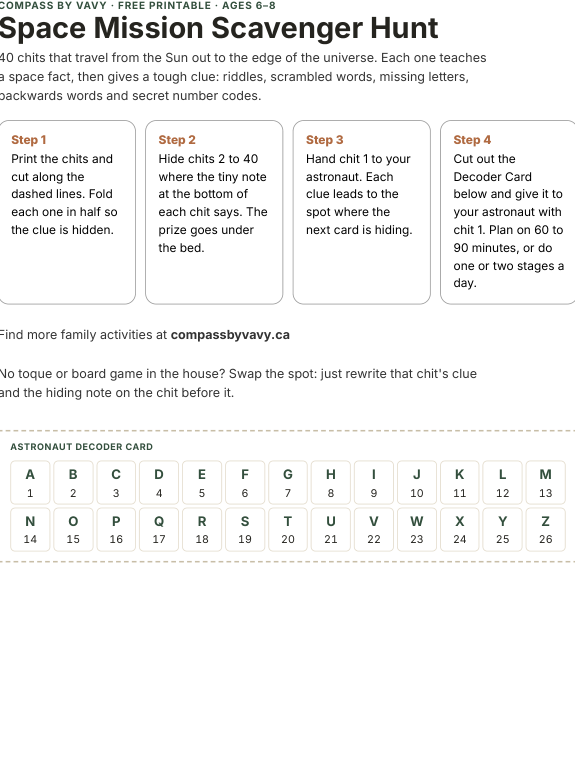 COMPASS BY VAVY · FREE PRINTABLE · AGES 6–8
Space Mission Scavenger Hunt
40 chits that travel from the Sun out to the edge of the universe. Each one teaches
a space fact, then gives a tough clue: riddles, scrambled words, missing letters,
backwards words and secret number codes.
Step 1
Print the chits and
cut along the
dashed lines. Fold
each one in half so
the clue is hidden.
Step 2
Hide chits 2 to 40
where the tiny note
at the bottom of
each chit says. The
prize goes under
the bed.
Step 3
Hand chit 1 to your
astronaut. Each
clue leads to the
spot where the
next card is hiding.
Step 4
Cut out the
Decoder Card
below and give it to
your astronaut with
chit 1. Plan on 60 to
90 minutes, or do
one or two stages a
day.
Find more family activities at compassbyvavy.ca
No toque or board game in the house? Swap the spot: just rewrite that chit's clue
and the hiding note on the chit before it.
ASTRONAUT DECODER CARD
A B C D E F G H I J K L M
1 2 3 4 5 6 7 8 9 10 11 12 13
N O P Q R S T U V W X Y Z
14 15 16 17 18 19 20 21 22 23 24 25 26